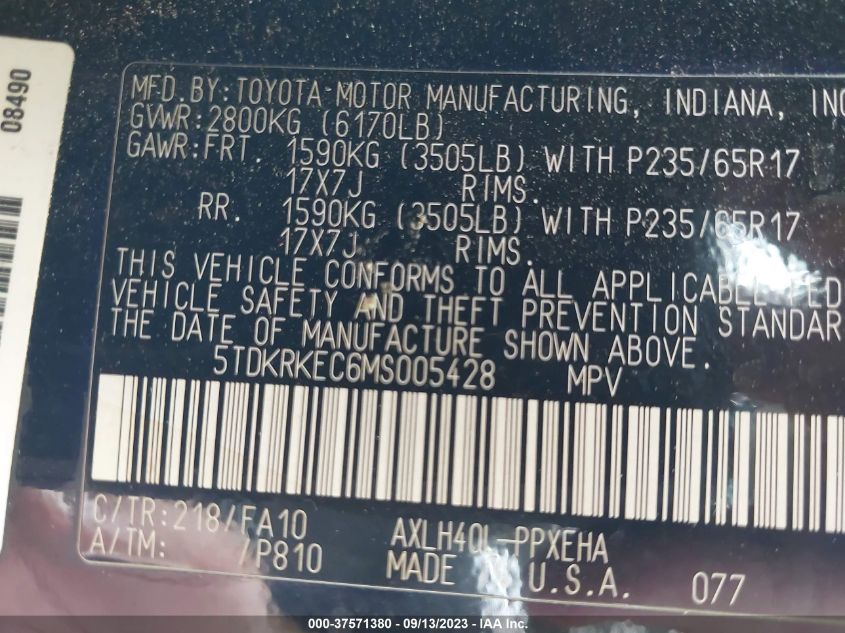 08490
MFD.BY:TOYOTA MOTOR MANUFACTURING, INDIANA, INC
GVWR:2800KG (6170LB)
GAWR:FRT. 1590KG (3505LB) WITH P235/65R17
17X7J RIMS.
RR. 1590KG (3505LB) WITH P235/65R17
17X7J RIMS.
THIS VEHICLE CONFORMS TO ALL APPLICABLE FED
VEHICLE SAFETY AND THEFT PREVENTION STANDAR
THE DATE OF MANUFACTURE SHOWN ABOVE.
5TDKRKEC6MS005428 MPV
C/TR:218/FA10 AXLH40L-PPXEHA
A/TM: /P810 MADE IN U.S.A. 077
000-37571380 - 09/13/2023 - IAA Inc.